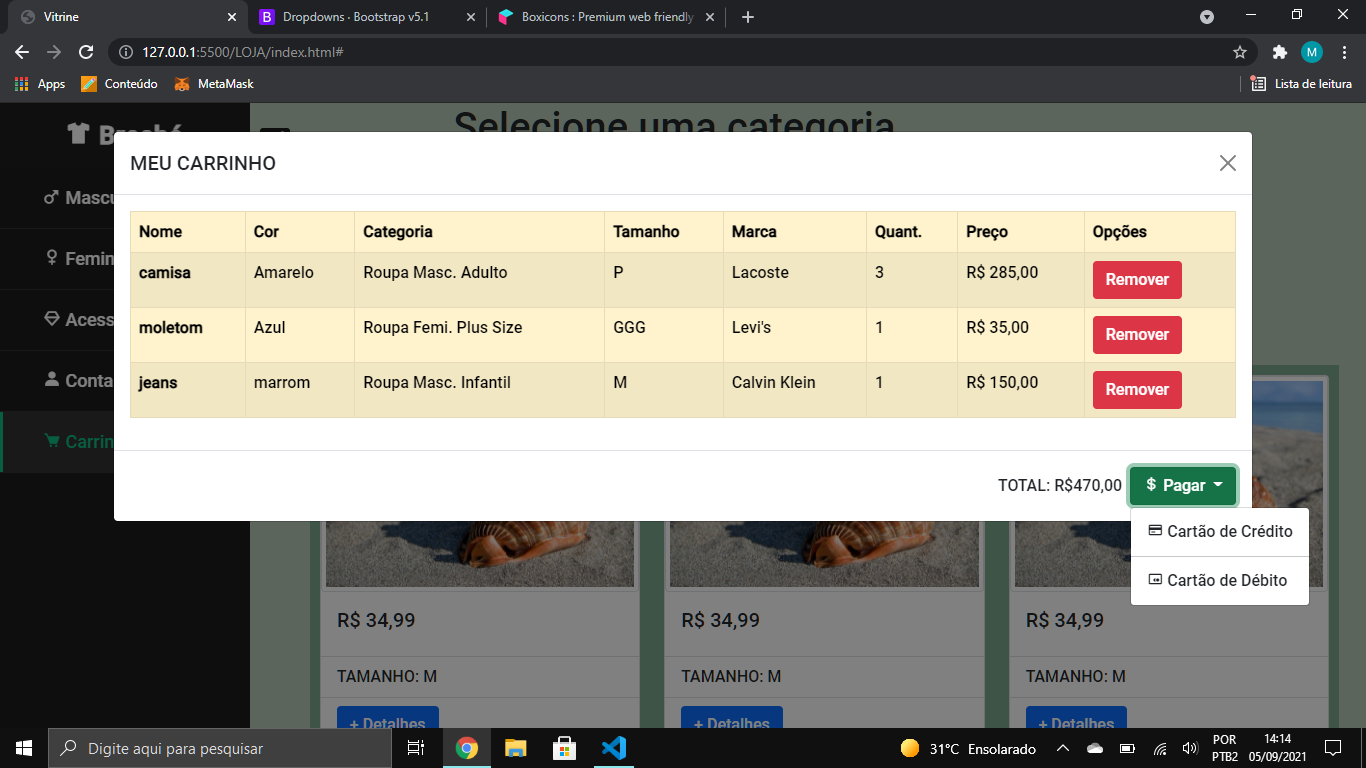 Vitrine
Dropdowns · Bootstrap v5.1
Boxicons : Premium web friendly
127.0.0.1:5500/LOJA/index.html#
M
Apps
Conteúdo
MetaMask
Lista de leitura
Selecione uma categoria
MEU CARRINHO
Nome Cor Categoria Tamanho Marca Quant. Preço Opções
camisa Amarelo Roupa Masc. Adulto P Lacoste 3 R$ 285,00 Remover
moletom Azul Roupa Femi. Plus Size GGG Levi's 1 R$ 35,00 Remover
jeans marrom Roupa Masc. Infantil M Calvin Klein 1 R$ 150,00 Remover
TOTAL: R$470,00
$ Pagar
Cartão de Crédito
Cartão de Débito
Mascu
Femin
Acess
Conta
Carrin
R$ 34,99 R$ 34,99 R$ 34,99
TAMANHO: M TAMANHO: M TAMANHO: M
+ Detalhes + Detalhes + Detalhes
Digite aqui para pesquisar
31°C Ensolarado
POR
PTB2
14:14
05/09/2021